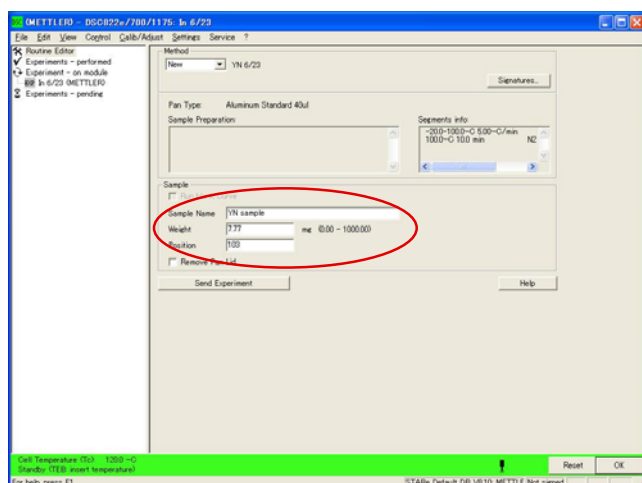 (METTLER) - DSC822e/700/1175: In 6/23
File Edit View Control Calib/Adjust Settings Service ?
Routine Editor
Experiments - performed
Experiment - on module
In 6/23 (METTLER)
Experiments - pending
Method
New
YN 6/23
Signatures...
Pan Type: Aluminum Standard 40ul
Sample Preparation:
Segments info:
-20.0-100.0-C 5.00-C/min
100.0-C 10.0 min N2
Sample
Sample Name YN sample
Weight 7.77 mg (0.00 - 1000.00)
Position 103
Remove Pan Lid
Send Experiment
Help
Cell Temperature (Tc) 120.0 -C
Standby (TEB: insert temperature)
Reset
OK
For help, press F1
STARe Default DB V8.10: METTLE Not signed